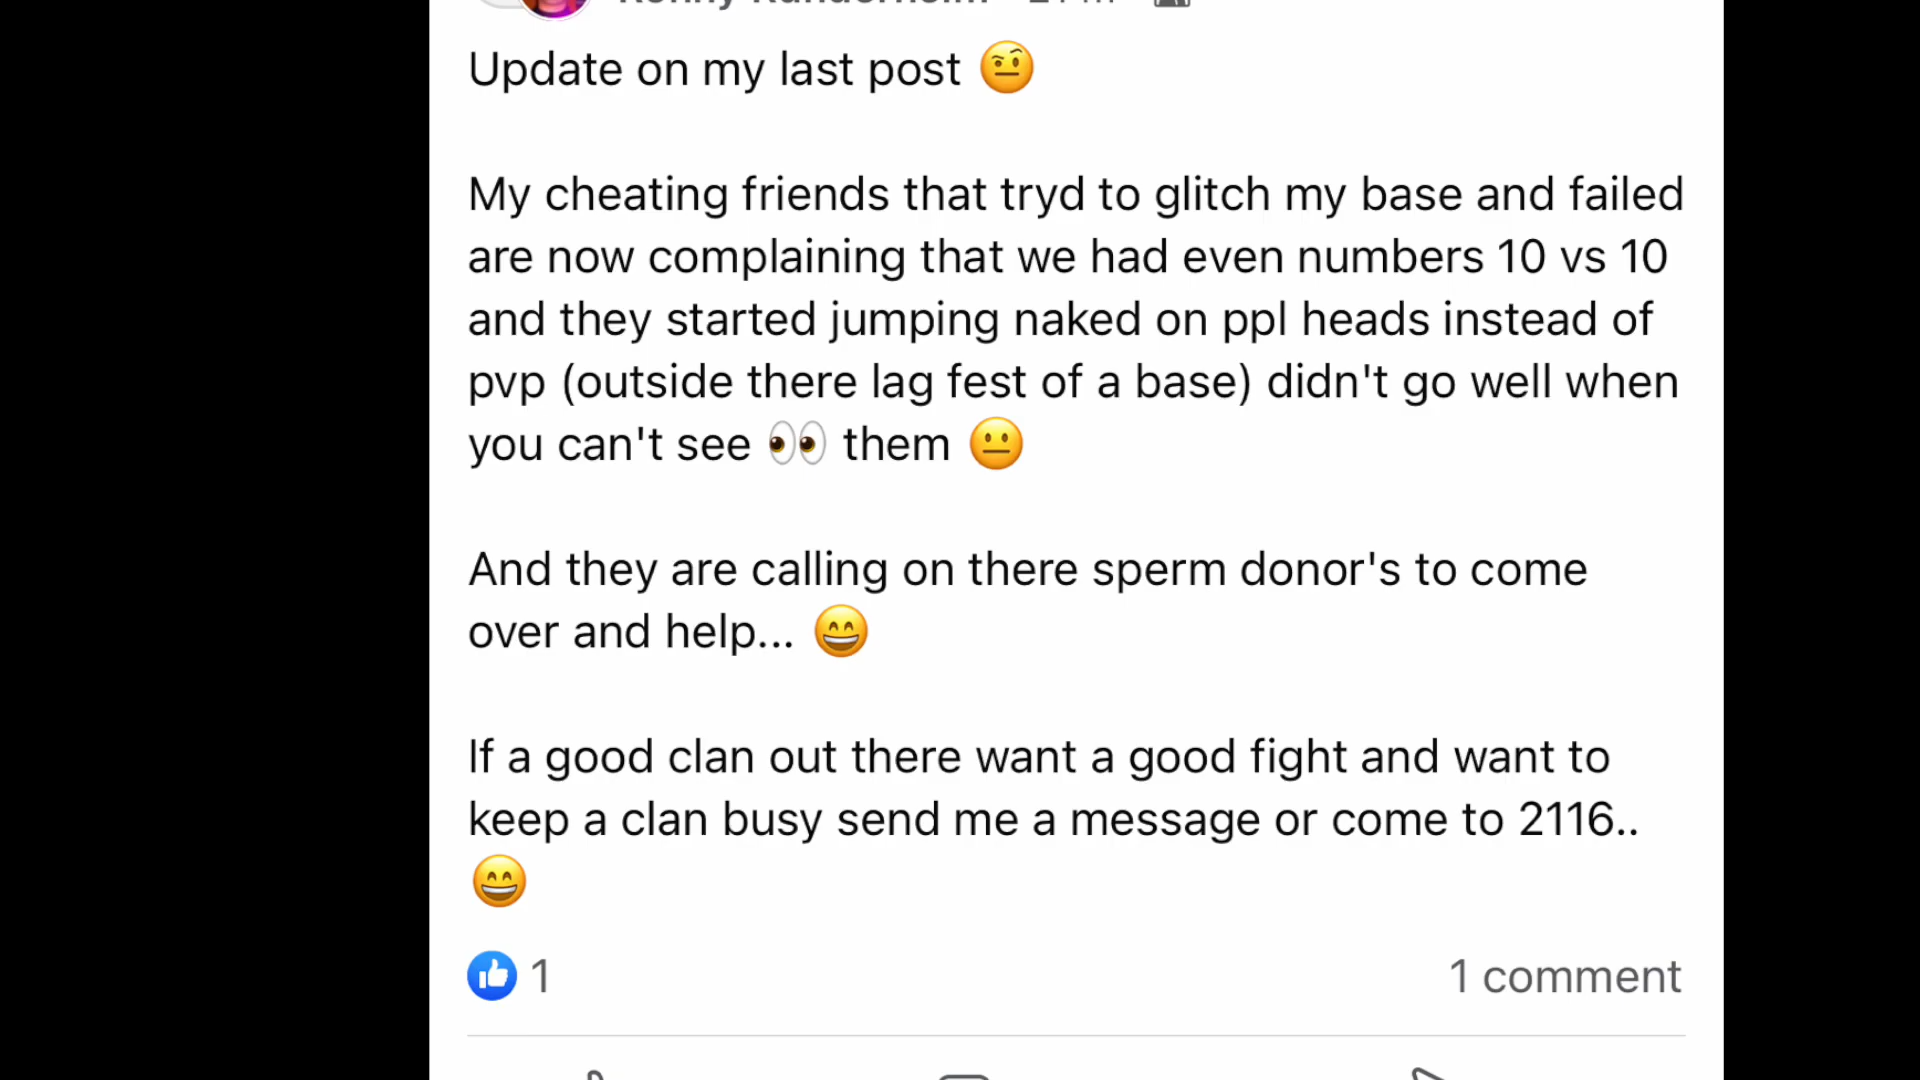 Update on my last post 🤨
My cheating friends that tryd to glitch my base and failed
are now complaining that we had even numbers 10 vs 10
and they started jumping naked on ppl heads instead of
pvp (outside there lag fest of a base) didn't go well when
you can't see 👀 them 😐
And they are calling on there sperm donor's to come
over and help... 😄
If a good clan out there want a good fight and want to
keep a clan busy send me a message or come to 2116..
😄
1
1 comment